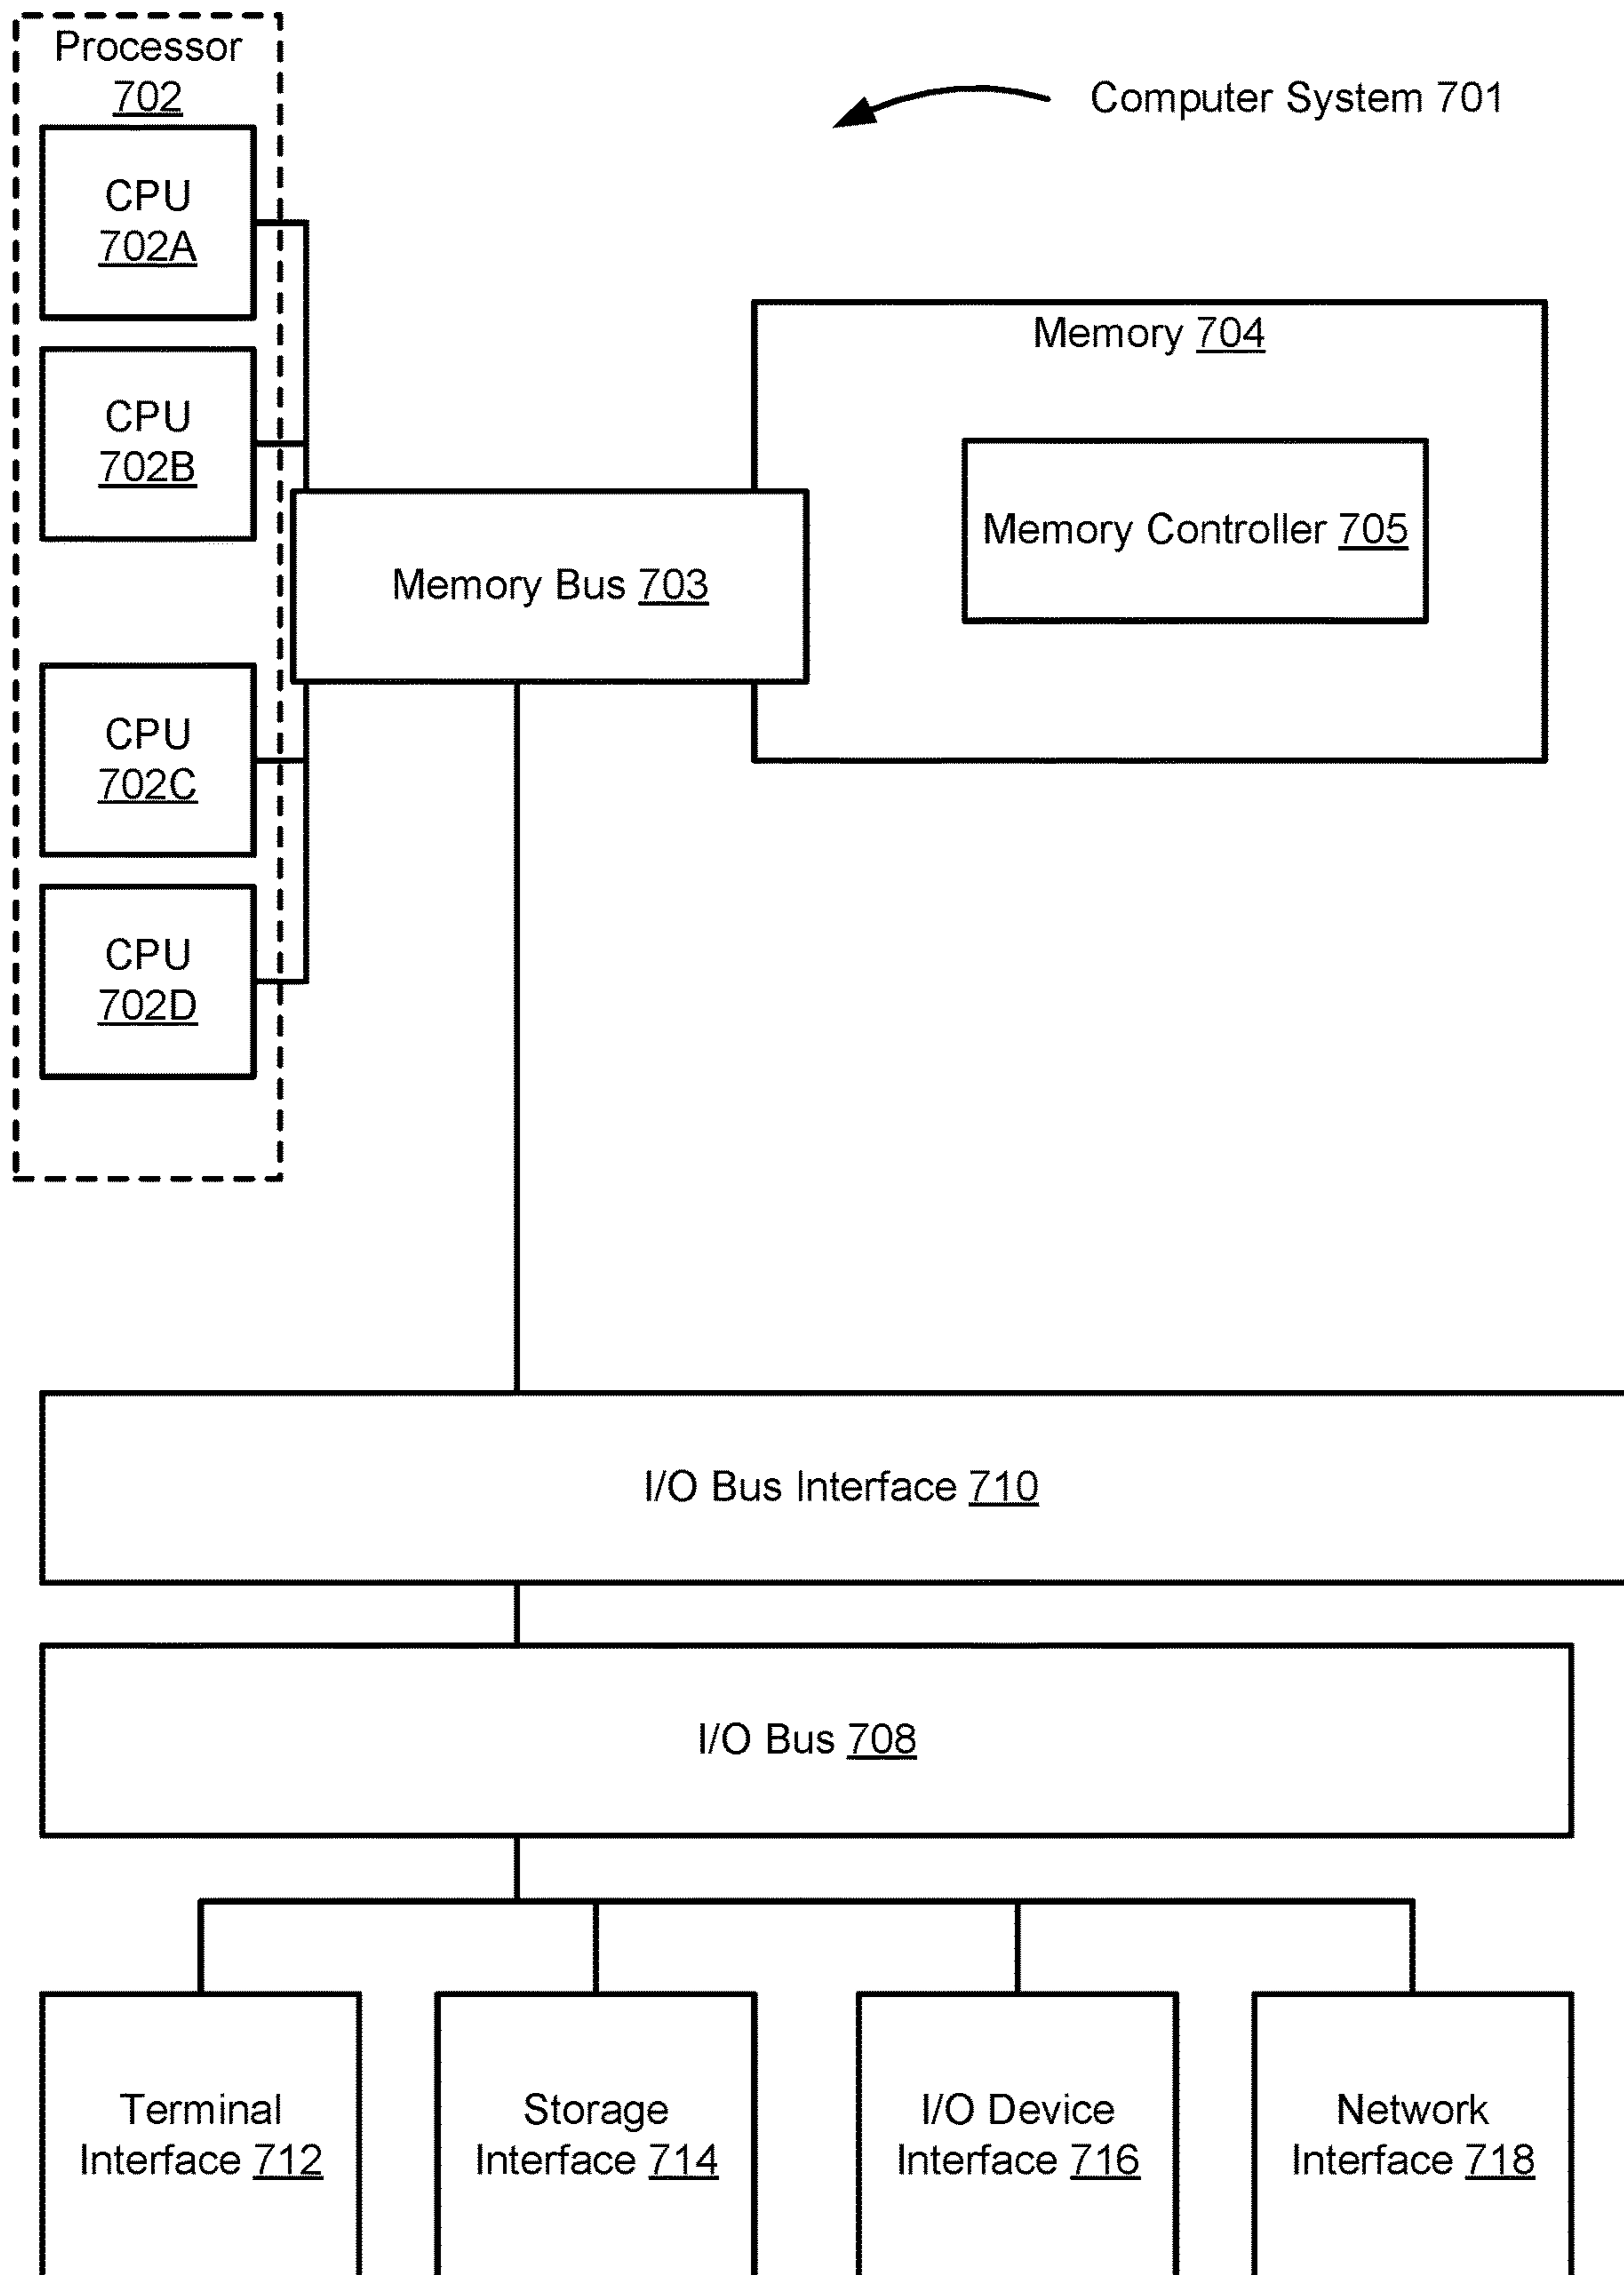 Processor
702
Computer System 701
CPU
702A
Memory 704
CPU
702B
Memory Controller 705
Memory Bus 703
CPU
702C
CPU
702D
I/O Bus Interface 710
I/O Bus 708
Terminal
Interface 712
Storage
Interface 714
I/O Device
Interface 716
Network
Interface 718